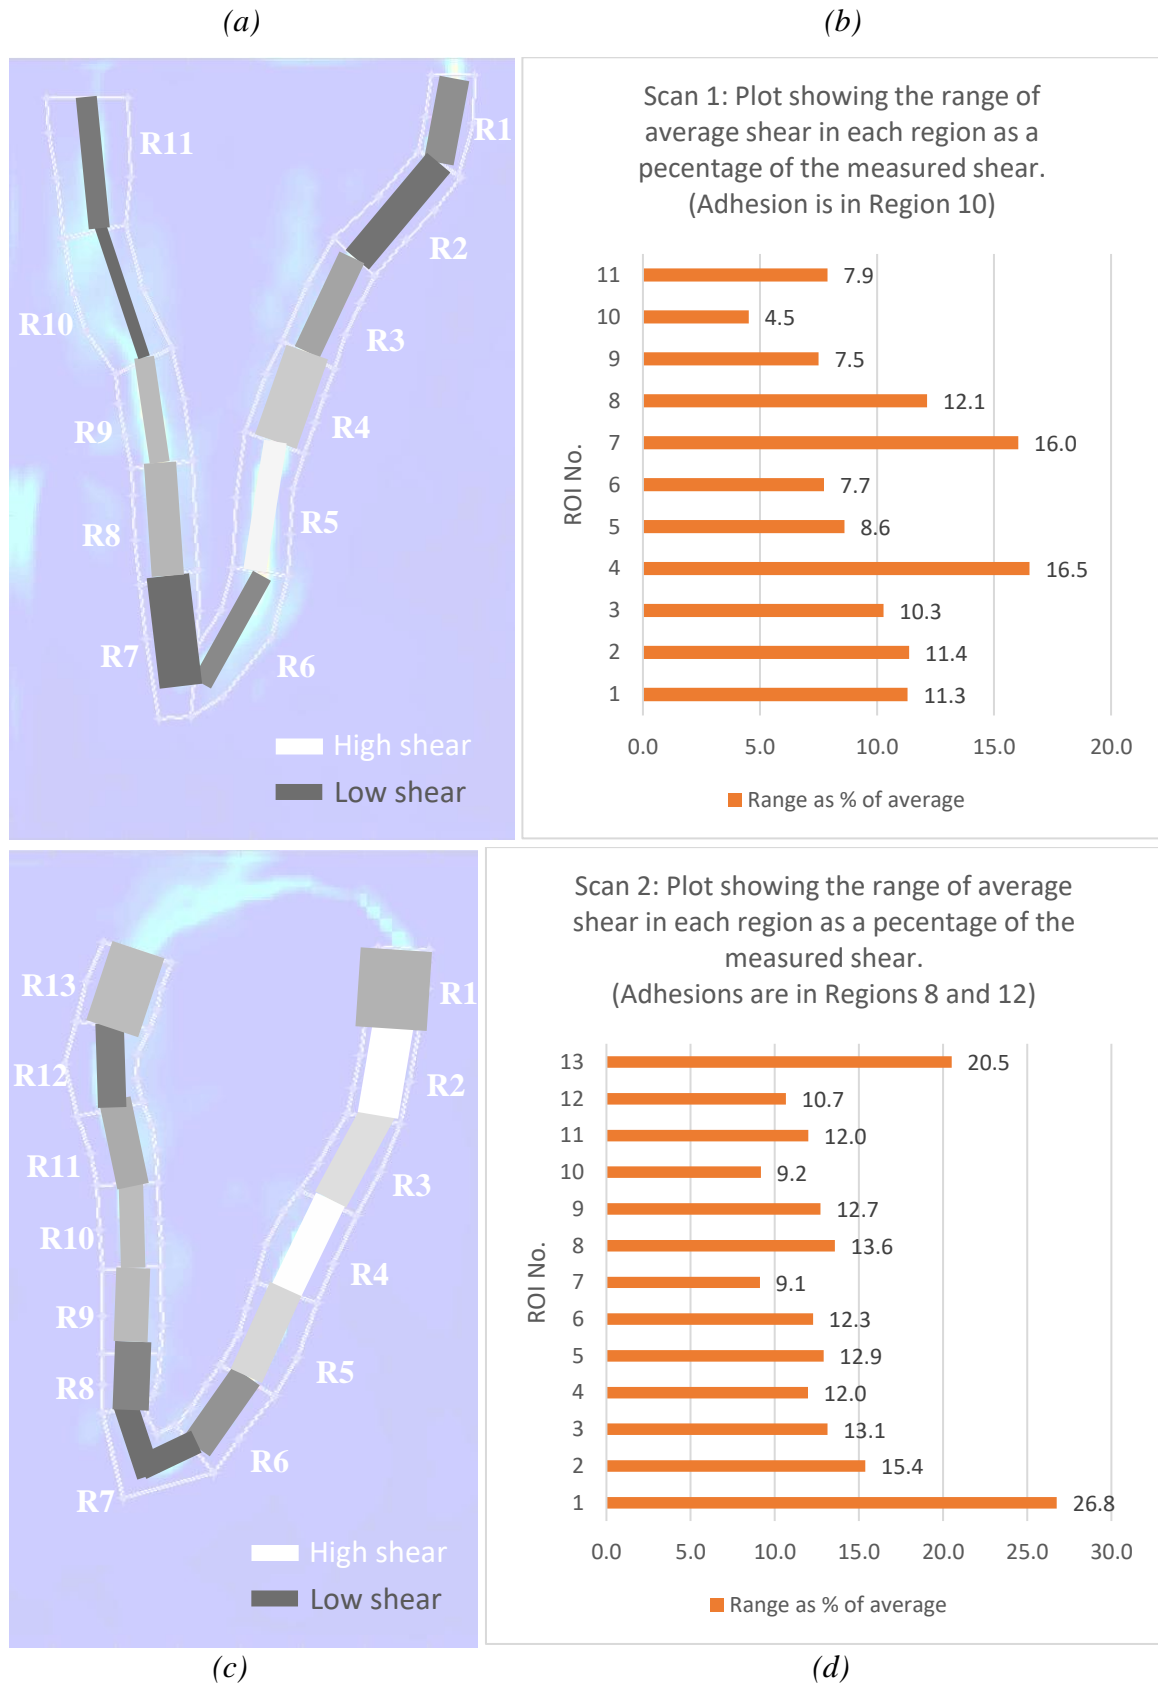 (a)
(b)
R1
R11
R2
R10
R3
R9
R4
R8
R5
R7
R6
High shear
Low shear
Scan 1: Plot showing the range of
average shear in each region as a
pecentage of the measured shear.
(Adhesion is in Region 10)
ROI No.
11 7.9
10 4.5
9 7.5
8 12.1
7 16.0
6 7.7
5 8.6
4 16.5
3 10.3
2 11.4
1 11.3
0.0 5.0 10.0 15.0 20.0
Range as % of average
R13
R1
R12
R2
R11
R3
R10
R4
R9
R5
R8
R6
R7
High shear
Low shear
Scan 2: Plot showing the range of average
shear in each region as a pecentage of the
measured shear.
(Adhesions are in Regions 8 and 12)
ROI No.
13 20.5
12 10.7
11 12.0
10 9.2
9 12.7
8 13.6
7 9.1
6 12.3
5 12.9
4 12.0
3 13.1
2 15.4
1 26.8
0.0 5.0 10.0 15.0 20.0 25.0 30.0
Range as % of average
(c)
(d)